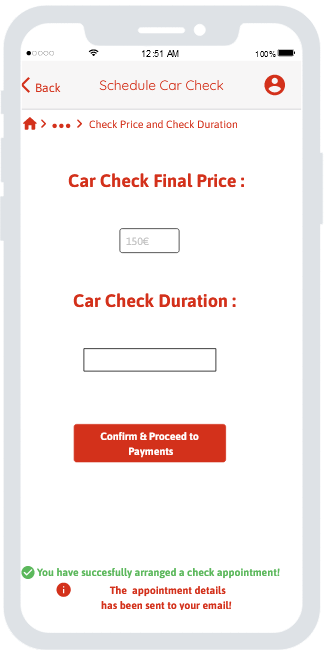 12:51 AM
100%
Back
Schedule Car Check
Check Price and Check Duration
Car Check Final Price :
150€
Car Check Duration :
Confirm & Proceed to
Payments
You have succesfully arranged a check appointment!
The appointment details
has been sent to your email!